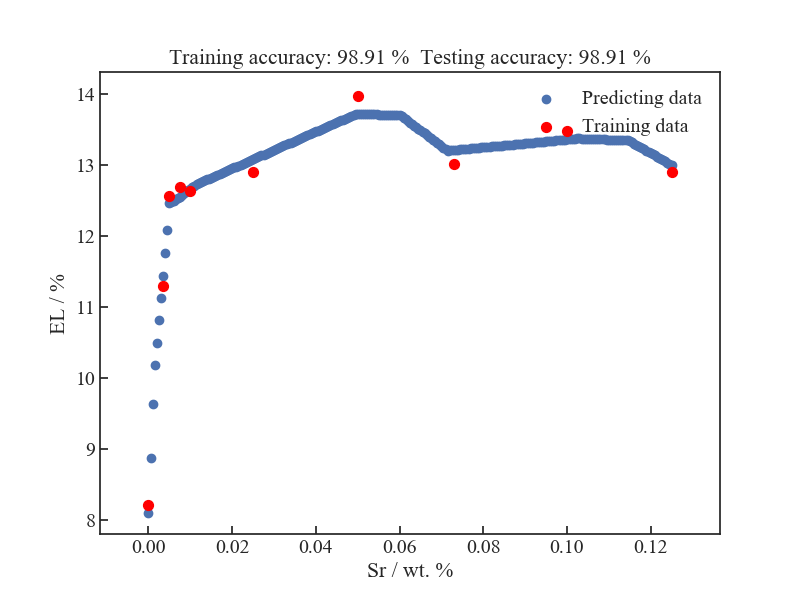 Training accuracy: 98.91 %  Testing accuracy: 98.91 %
Predicting data
Training data
14
13
12
11
10
9
8
EL / %
0.00 0.02 0.04 0.06 0.08 0.10 0.12
Sr / wt. %